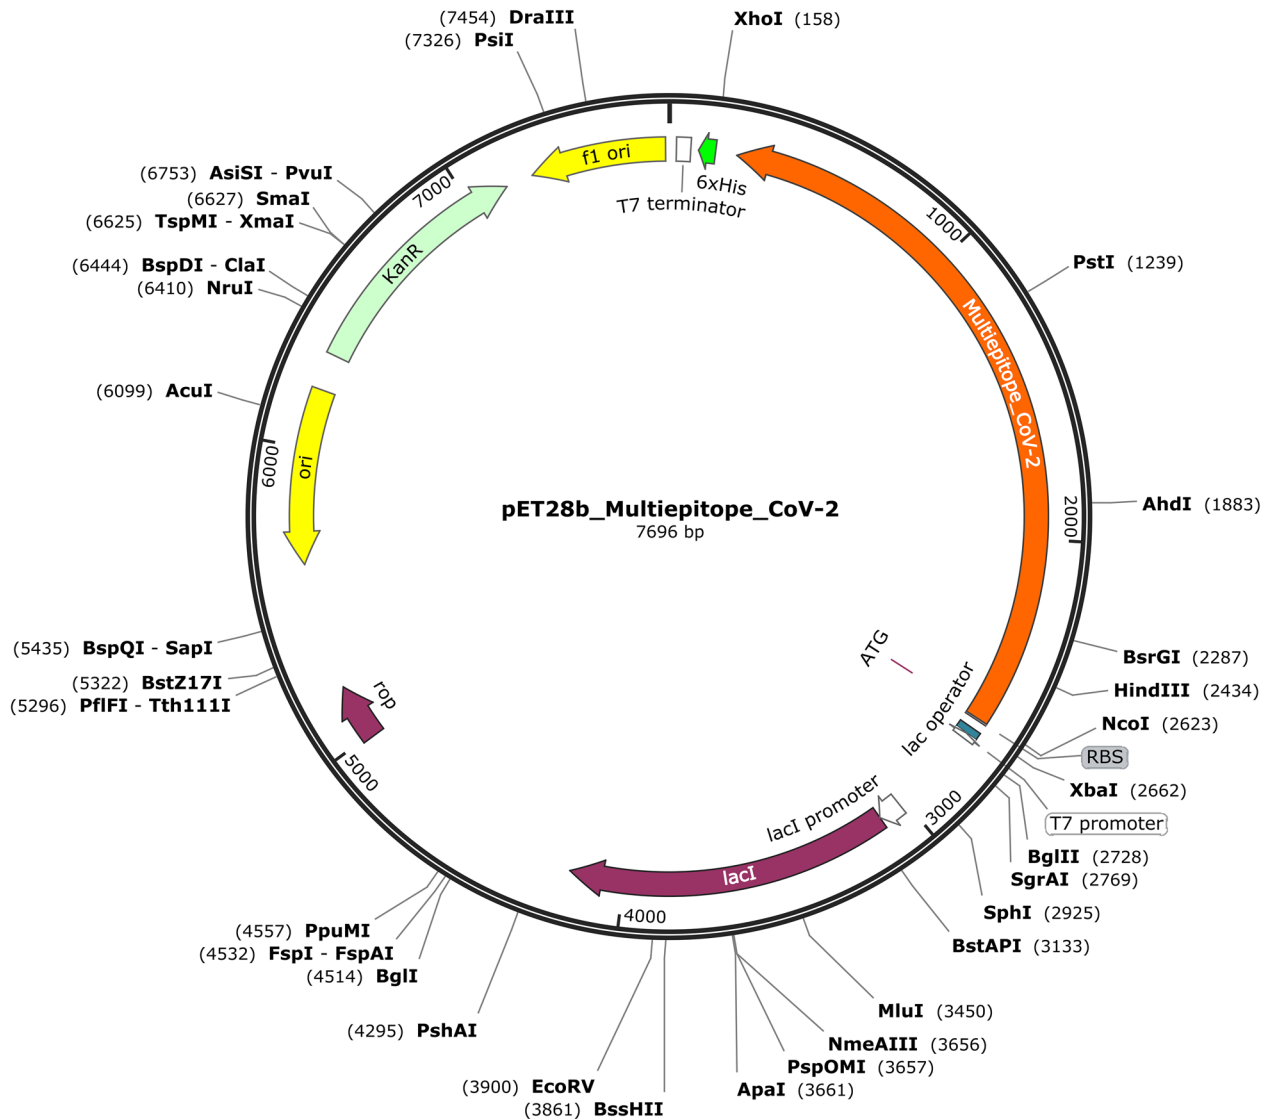 (7454) DraIII
XhoI (158)
(7326) PsiI
f1 ori
6xHis
T7 terminator
(6753) AsiSI - PvuI
7000
(6627) SmaI
1000
(6625) TspMI - XmaI
KanR
PstI (1239)
(6444) BspDI - ClaI
(6410) NruI
Multiepitope_CoV-2
(6099) AcuI
6000
ori
2000
AhdI (1883)
pET28b_Multiepitope_CoV-2
7696 bp
ATG
(5435) BspQI - SapI
BsrGI (2287)
(5322) BstZ17I
HindIII (2434)
(5296) PflFI - Tth111I
rop
lac operator
NcoI (2623)
RBS
5000
XbaI (2662)
lacI promoter
3000
T7 promoter
BglII (2728)
lacI
SgrAI (2769)
4000
SphI (2925)
(4557) PpuMI
(4532) FspI - FspAI
BstAPI (3133)
(4514) BglI
MluI (3450)
(4295) PshAI
NmeAIII (3656)
PspOMI (3657)
(3900) EcoRV
ApaI (3661)
(3861) BssHII